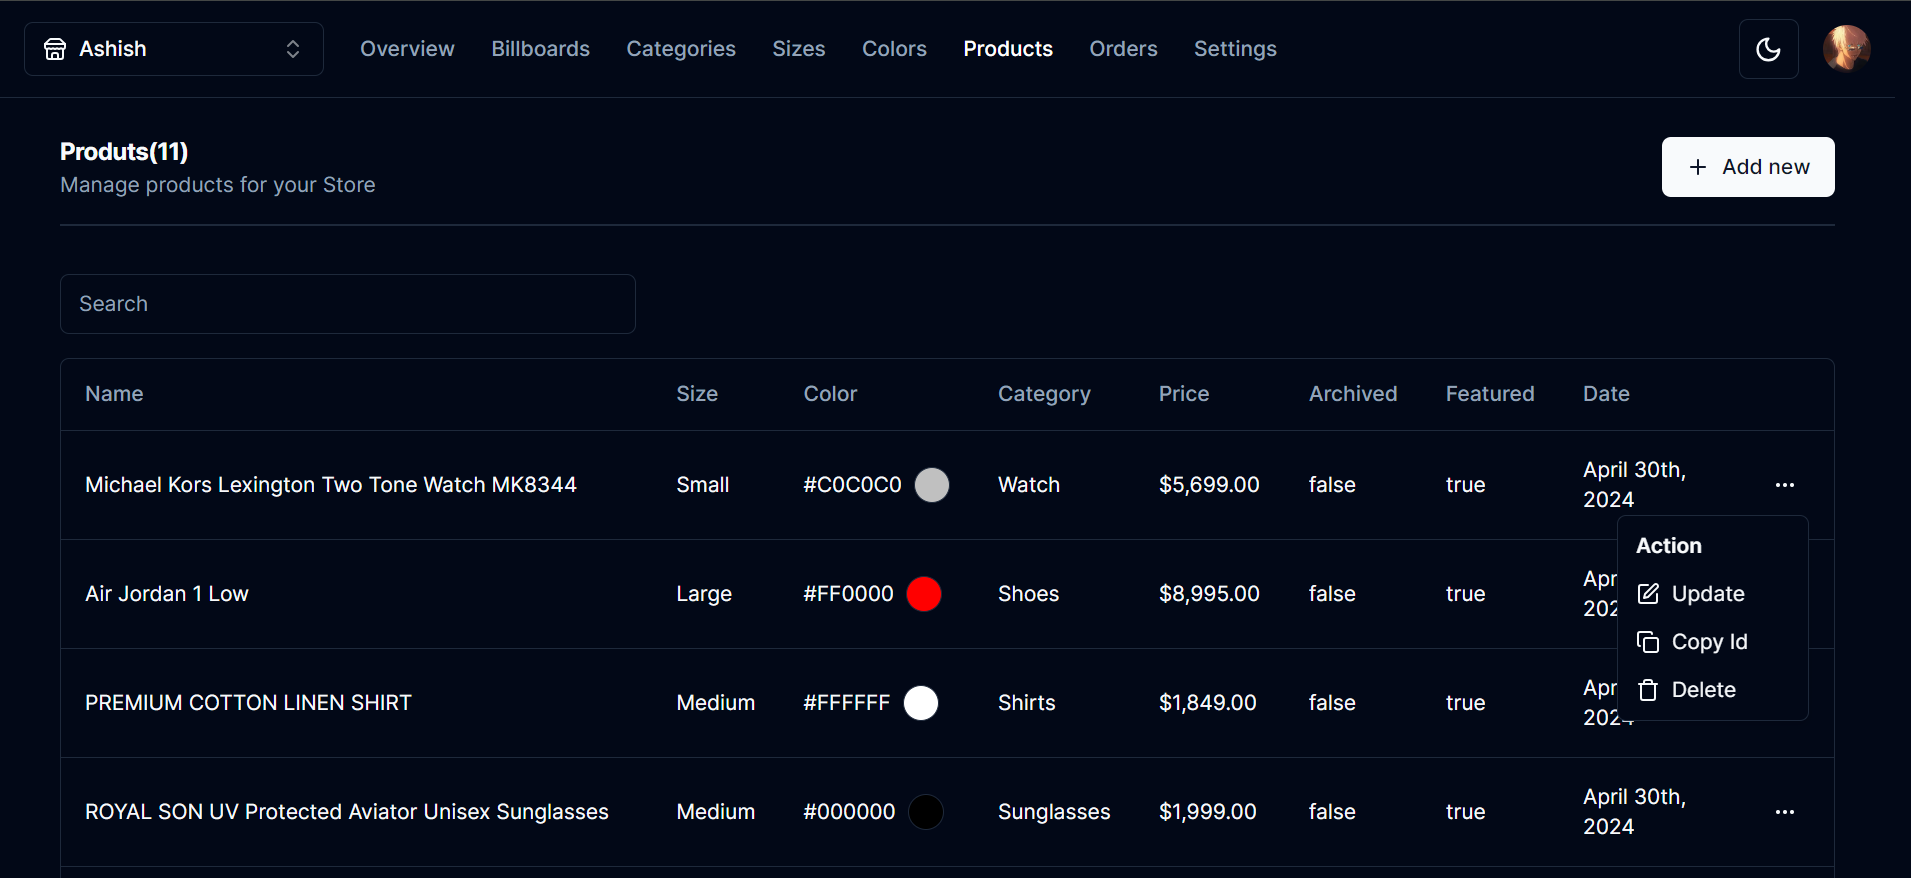 Ashish Overview Billboards Categories Sizes Colors Products Orders Settings
Produts(11)
Manage products for your Store
+ Add new
Search
Name Size Color Category Price Archived Featured Date
Michael Kors Lexington Two Tone Watch MK8344 Small #C0C0C0 Watch $5,699.00 false true April 30th,
2024
Action
Air Jordan 1 Low Large #FF0000 Shoes $8,995.00 false true
Update
Copy Id
PREMIUM COTTON LINEN SHIRT Medium #FFFFFF Shirts $1,849.00 false true
Delete
ROYAL SON UV Protected Aviator Unisex Sunglasses Medium #000000 Sunglasses $1,999.00 false true April 30th,
2024